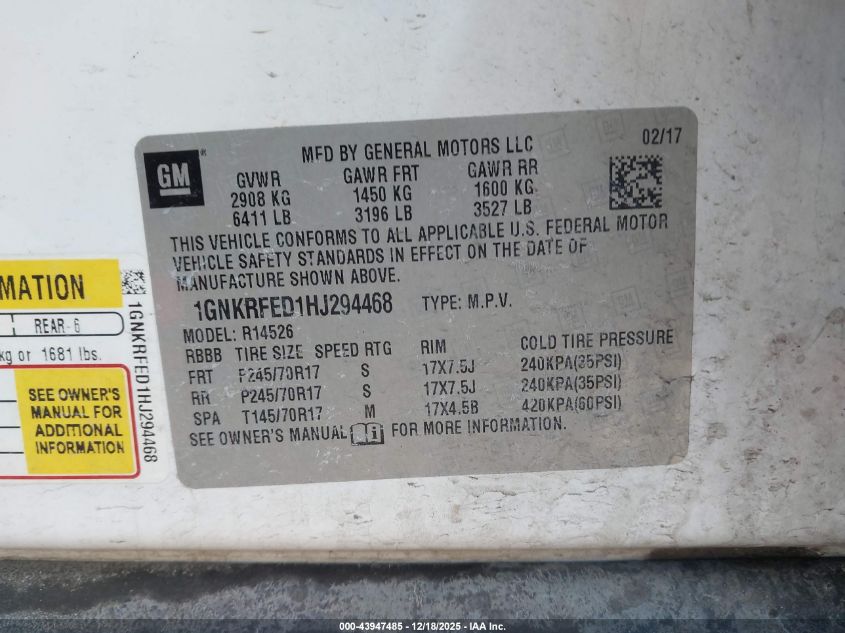 GM ®
MFD BY GENERAL MOTORS LLC
02/17
GVWR GAWR FRT GAWR RR
2908 KG 1450 KG 1600 KG
6411 LB 3196 LB 3527 LB
THIS VEHICLE CONFORMS TO ALL APPLICABLE U.S. FEDERAL MOTOR
VEHICLE SAFETY STANDARDS IN EFFECT ON THE DATE OF
MANUFACTURE SHOWN ABOVE.
1GNKRFED1HJ294468 TYPE: M.P.V.
MODEL: R14526
RBBB TIRE SIZE SPEED RTG RIM COLD TIRE PRESSURE
FRT P245/70R17 S 17X7.5J 240KPA(35PSI)
RR P245/70R17 S 17X7.5J 240KPA(35PSI)
SPA T145/70R17 M 17X4.5B 420KPA(60PSI)
SEE OWNER'S MANUAL FOR MORE INFORMATION.
MATION
REAR-6
kg or 1681 lbs.
SEE OWNER'S
MANUAL FOR
ADDITIONAL
INFORMATION
1GNKRFED1HJ294468
000-43947485 - 12/18/2025 - IAA Inc.